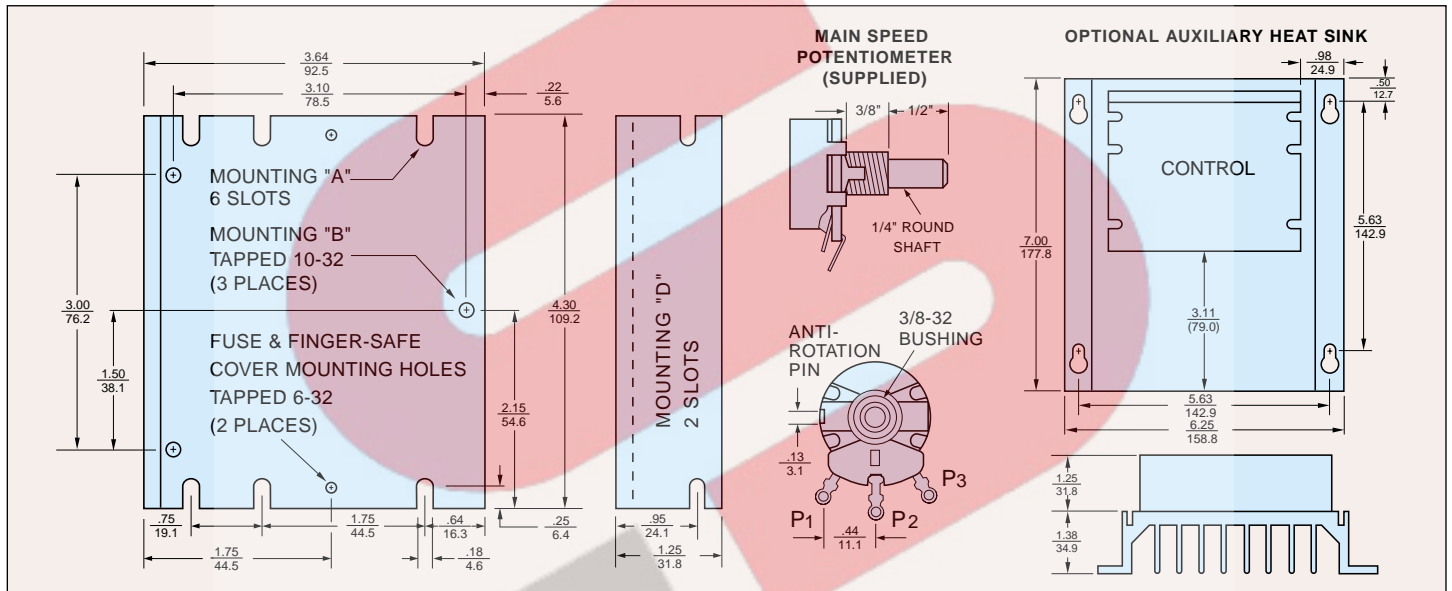 3.64
92.5
3.10
78.5
.22
5.6
MOUNTING "A"
6 SLOTS
MOUNTING "B"
TAPPED 10-32
(3 PLACES)
3.00
76.2
1.50
38.1
FUSE & FINGER-SAFE
COVER MOUNTING HOLES
TAPPED 6-32
(2 PLACES)
4.30
109.2
2.15
54.6
.75
19.1
1.75
44.5
.64
16.3
.25
6.4
1.75
44.5
.18
4.6
MOUNTING "D"
2 SLOTS
.95
24.1
1.25
31.8
MAIN SPEED
POTENTIOMETER
(SUPPLIED)
3/8"
1/2"
1/4" ROUND
SHAFT
ANTI-
ROTATION
PIN
3/8-32
BUSHING
.13
3.1
P1
P2
P3
.44
11.1
OPTIONAL AUXILIARY HEAT SINK
.98
24.9
.50
12.7
CONTROL
7.00
177.8
5.63
142.9
3.11
(79.0)
5.63
142.9
6.25
158.8
1.25
31.8
1.38
34.9